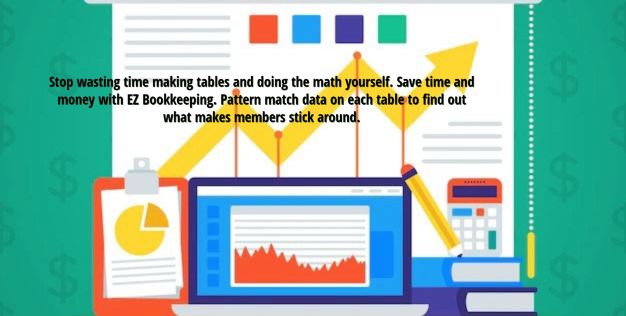 Stop wasting time making tables and doing the math yourself. Save time and
money with EZ Bookkeeping. Pattern match data on each table to find out
what makes members stick around.